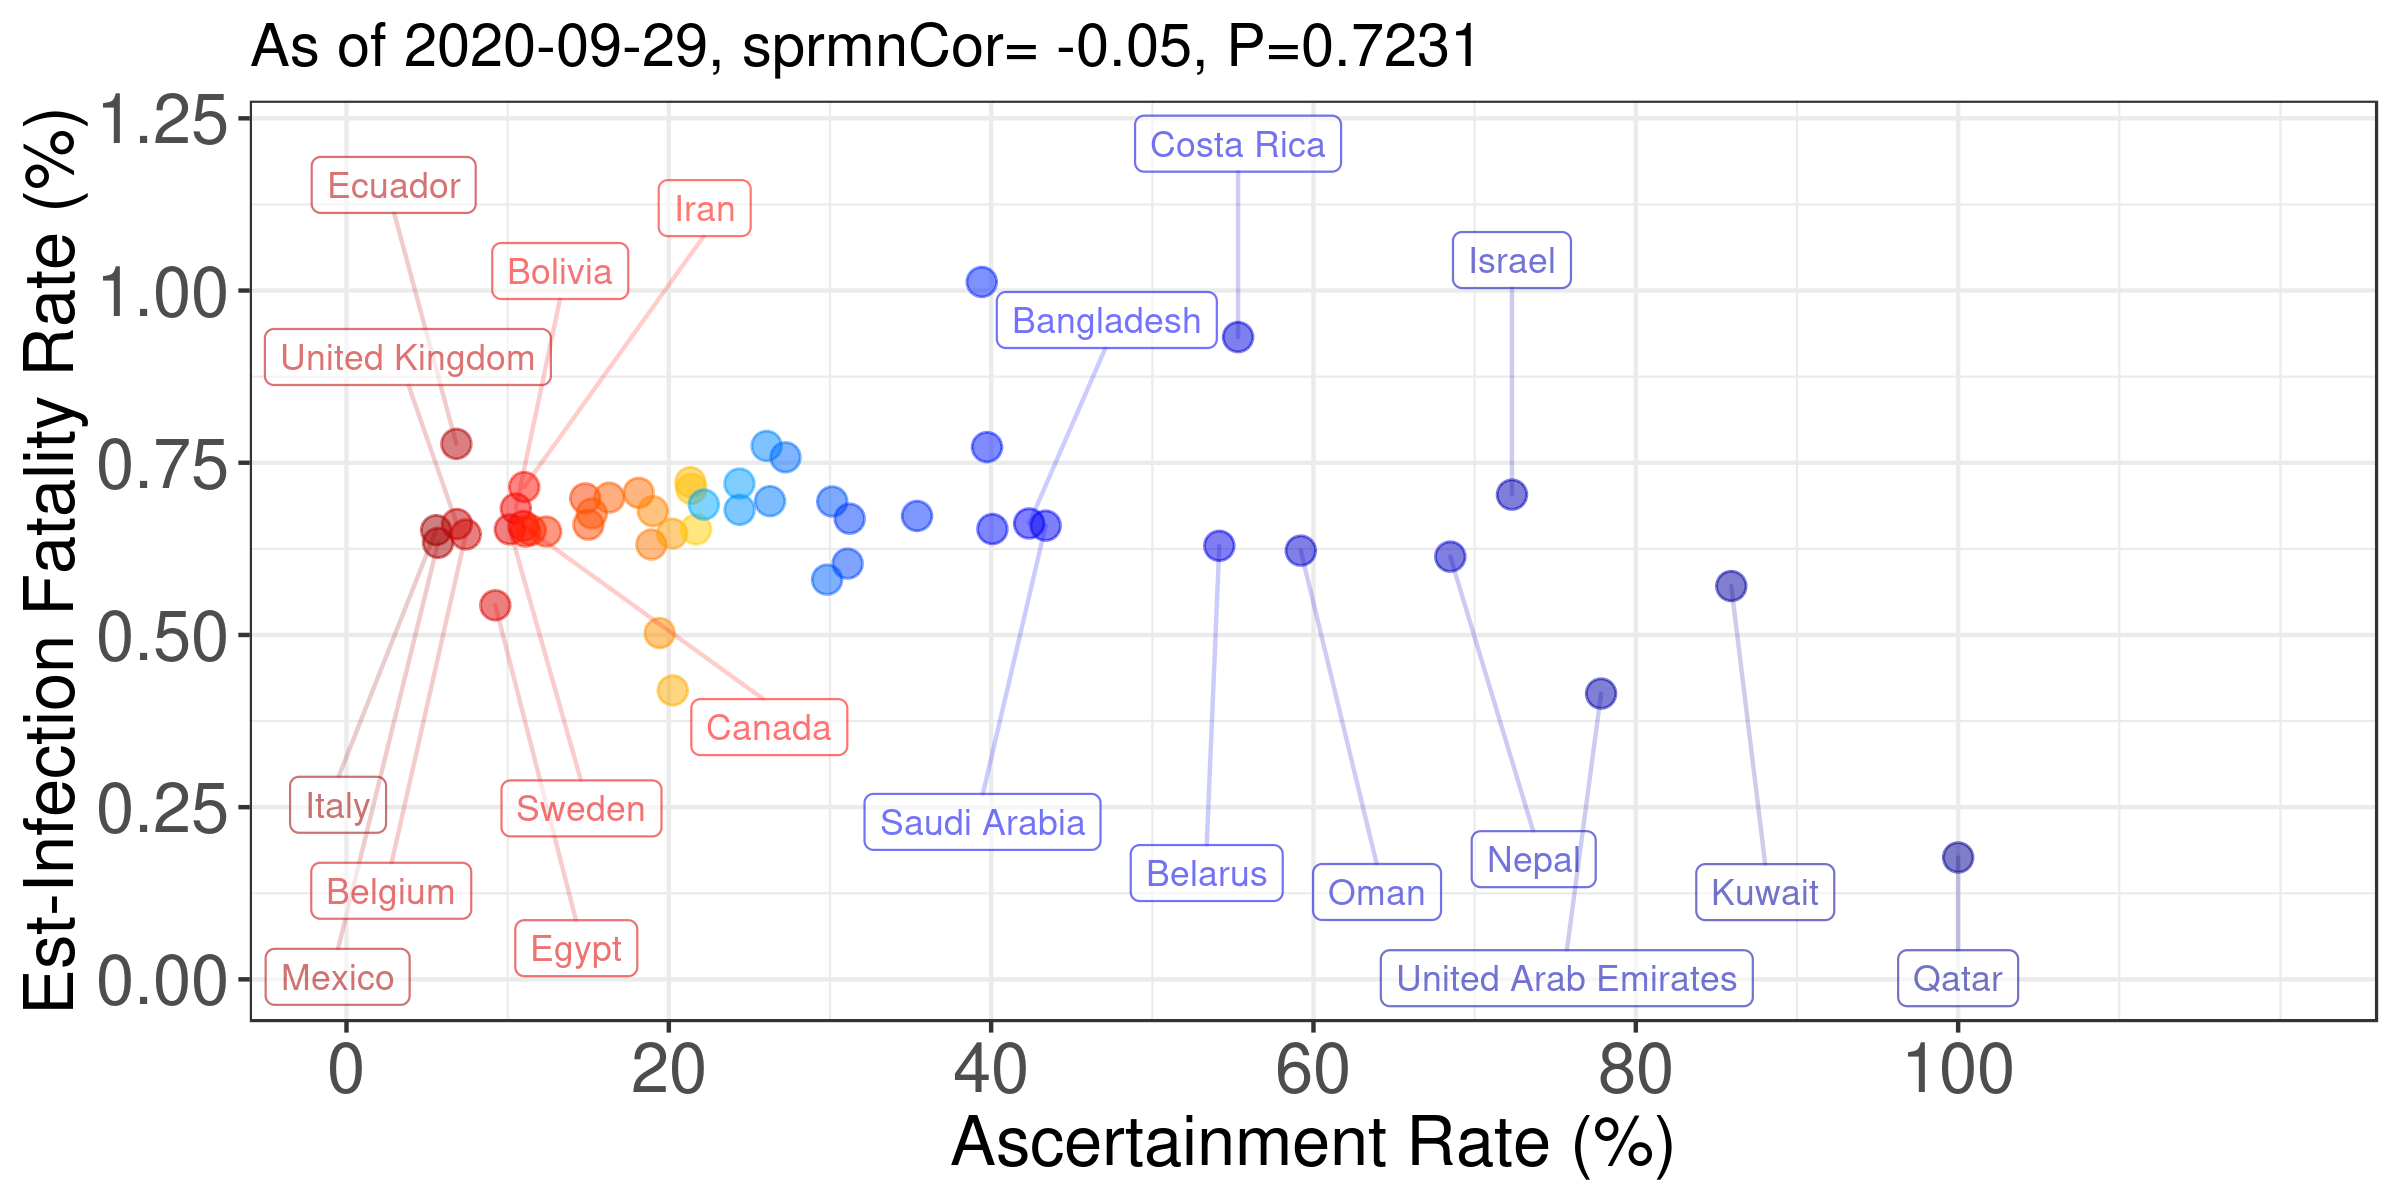 As of 2020-09-29, sprmnCor= -0.05, P=0.7231
Est-Infection Fatality Rate (%)
1.25
1.00
0.75
0.50
0.25
0.00
Costa Rica
Ecuador
Iran
Israel
Bolivia
Bangladesh
United Kingdom
Canada
Italy
Sweden
Saudi Arabia
Nepal
Belarus
Belgium
Oman
Kuwait
Egypt
Mexico
United Arab Emirates
Qatar
0
20
40
60
80
100
Ascertainment Rate (%)